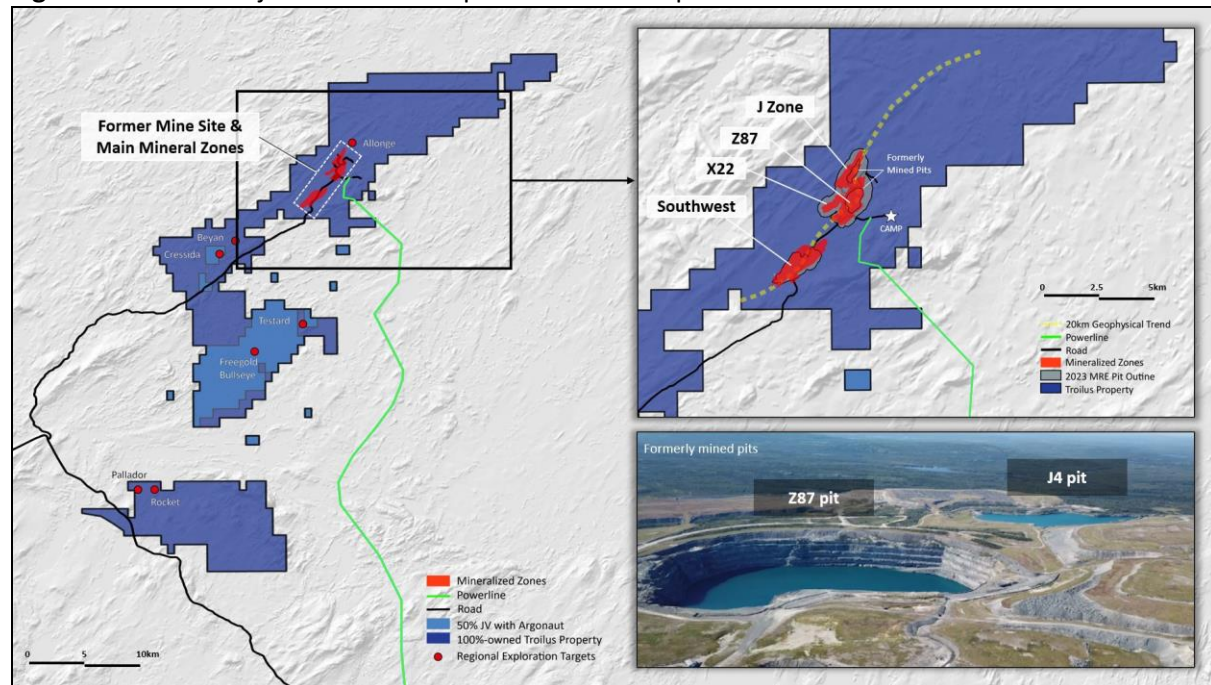 Former Mine Site &
Main Mineral Zones
Allonge
Beyan
Cressida
Testard
Freegold
Bullseye
Pallador
Rocket
Mineralized Zones
Powerline
Road
50% JV with Argonaut
100%-owned Troilus Property
Regional Exploration Targets
0 5 10km
J Zone
Z87
X22
Southwest
Formerly
Mined Pits
CAMP
0 2.5 5km
20km Geophysical Trend
Powerline
Road
Mineralized Zones
2023 MRE Pit Outine
Troilus Property
Formerly mined pits
Z87 pit
J4 pit